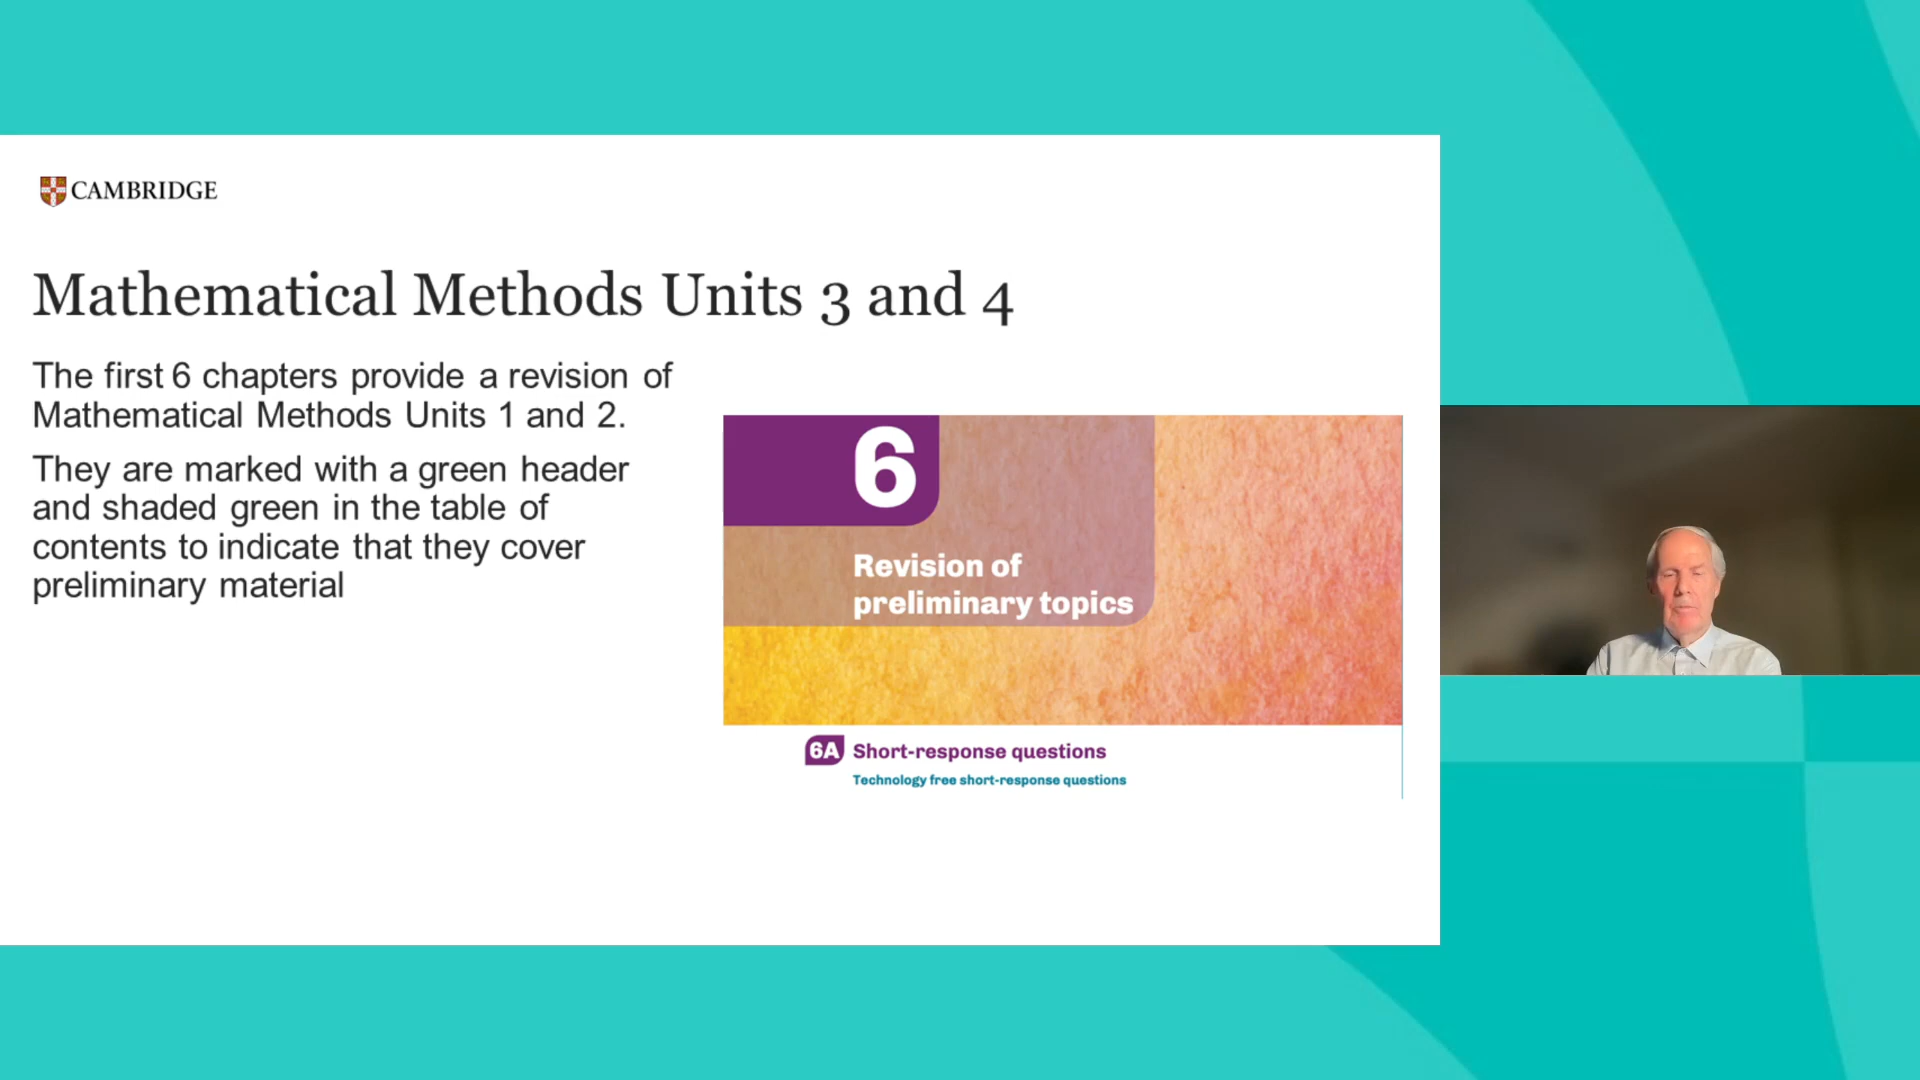 CAMBRIDGE
Mathematical Methods Units 3 and 4
The first 6 chapters provide a revision of
Mathematical Methods Units 1 and 2.
They are marked with a green header
and shaded green in the table of
contents to indicate that they cover
preliminary material
6
Revision of
preliminary topics
6A Short-response questions
Technology free short-response questions